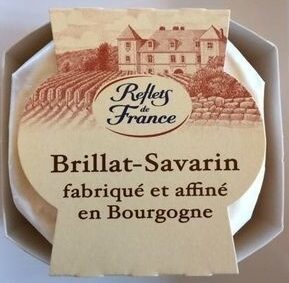 Reflets
de
France
Brillat-Savarin
fabriqué et affiné
en Bourgogne